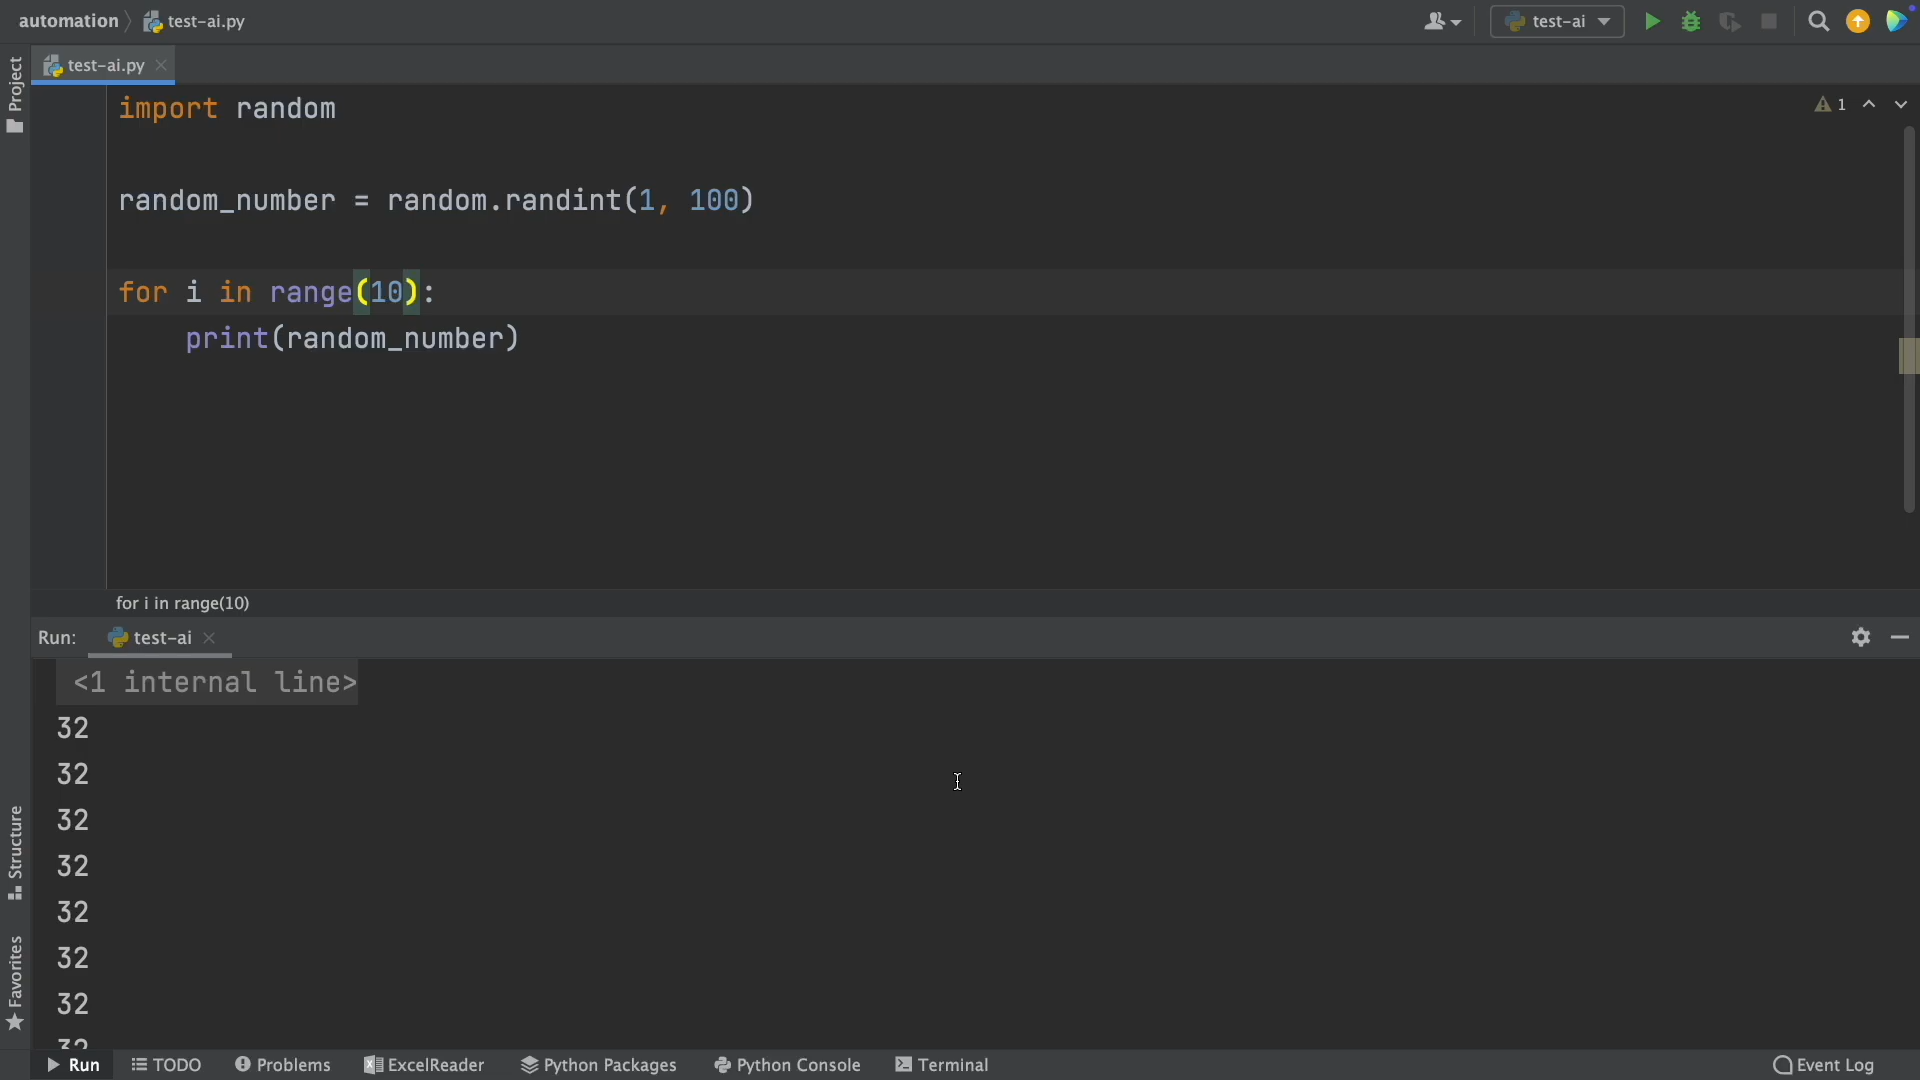 automation
test-ai.py
test-ai
Project
test-ai.py
1
import random
random_number = random.randint(1, 100)
for i in range(10):
    print(random_number)
for i in range(10)
Run:
test-ai
<1 internal line>
32
32
32
32
32
32
32
32
Structure
Favorites
Run
TODO
Problems
ExcelReader
Python Packages
Python Console
Terminal
Event Log